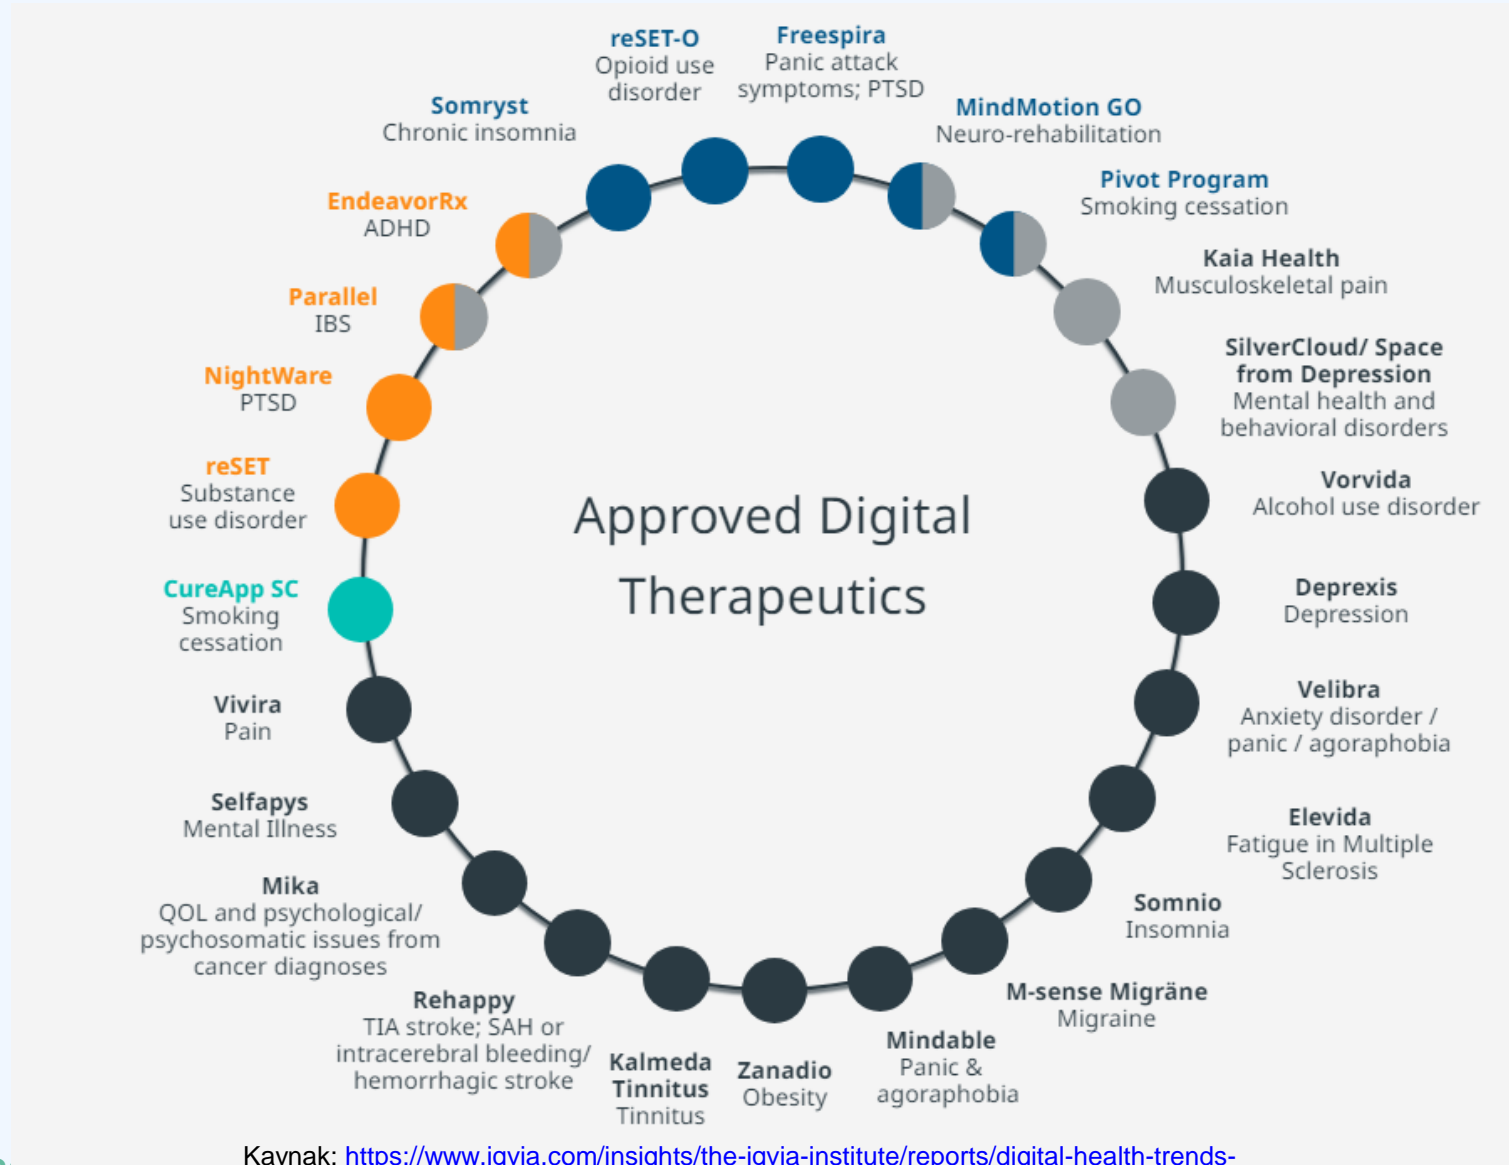 reSET-O
Opioid use
disorder
Freespira
Panic attack
symptoms; PTSD
MindMotion GO
Neuro-rehabilitation
Pivot Program
Smoking cessation
Kaia Health
Musculoskeletal pain
SilverCloud/ Space
from Depression
Mental health and
behavioral disorders
Vorvida
Alcohol use disorder
Deprexis
Depression
Velibra
Anxiety disorder /
panic / agoraphobia
Elevida
Fatigue in Multiple
Sclerosis
Somnio
Insomnia
M-sense Migräne
Migraine
Mindable
Panic &
agoraphobia
Zanadio
Obesity
Kalmeda
Tinnitus
Tinnitus
Rehappy
TIA stroke; SAH or
intracerebral bleeding/
hemorrhagic stroke
Mika
QOL and psychological/
psychosomatic issues from
cancer diagnoses
Selfapys
Mental Illness
Vivira
Pain
CureApp SC
Smoking
cessation
reSET
Substance
use disorder
NightWare
PTSD
Parallel
IBS
EndeavorRx
ADHD
Somryst
Chronic insomnia
Approved Digital
Therapeutics
Kaynak: https://www.iqvia.com/insights/the-iqvia-institute/reports/digital-health-trends-